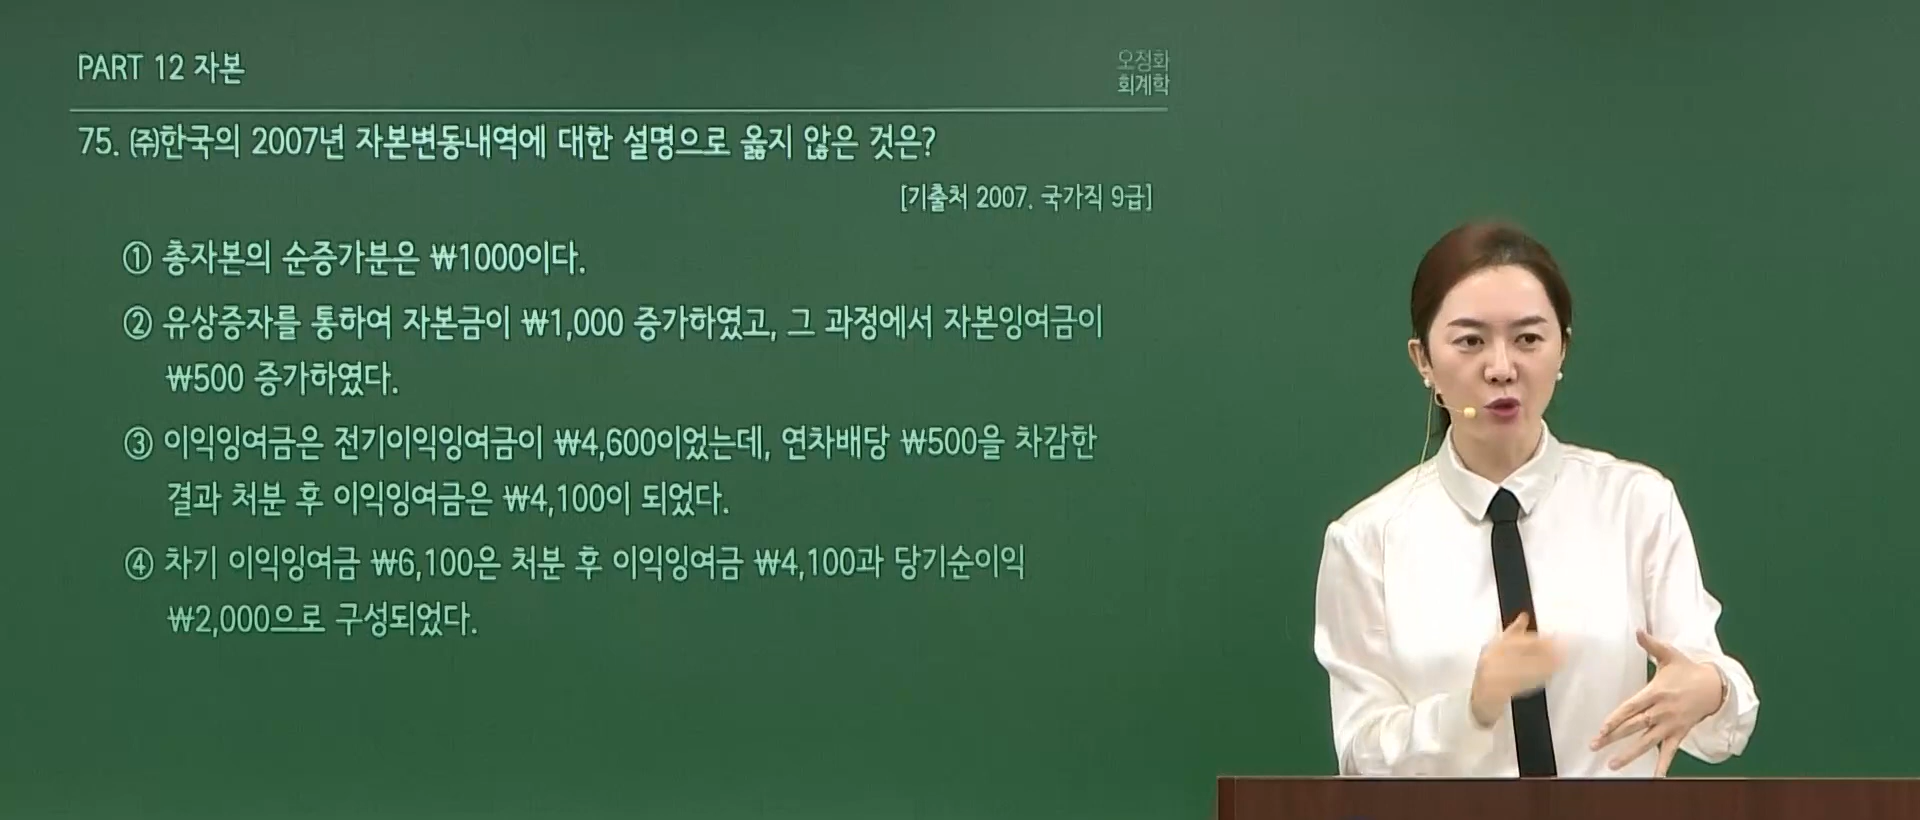 PART 12 자본
오정화
회계학
75. ㈜한국의 2007년 자본변동내역에 대한 설명으로 옳지 않은 것은?
[기출처 2007. 국가직 9급]
① 총자본의 순증가분은 ₩1000이다.
② 유상증자를 통하여 자본금이 ₩1,000 증가하였고, 그 과정에서 자본잉여금이
₩500 증가하였다.
③ 이익잉여금은 전기이익잉여금이 ₩4,600이었는데, 연차배당 ₩500을 차감한
결과 처분 후 이익잉여금은 ₩4,100이 되었다.
④ 차기 이익잉여금 ₩6,100은 처분 후 이익잉여금 ₩4,100과 당기순이익
₩2,000으로 구성되었다.